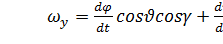 ω_y = dφ/dt cosϑcosγ + d